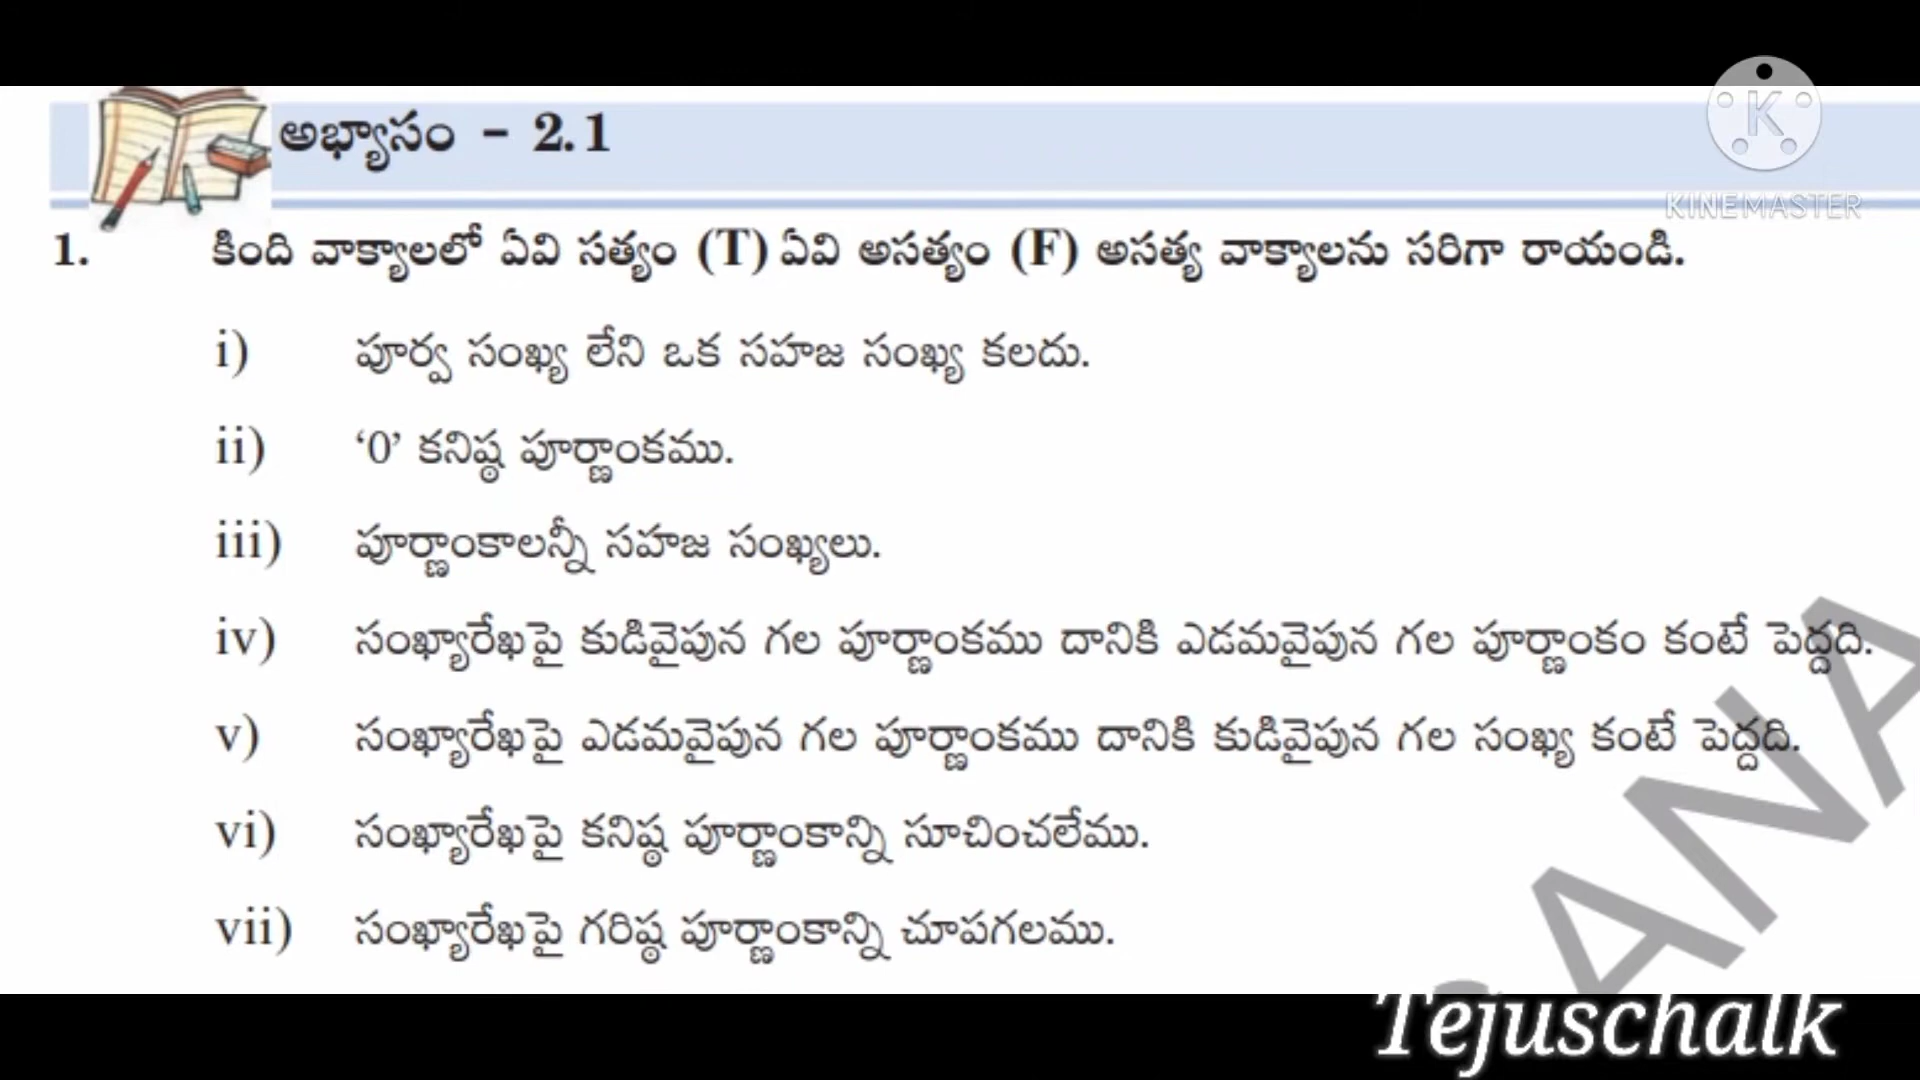 అభ్యాసం - 2.1
K
KINEMASTER
1. కింది వాక్యాలలో ఏవి సత్యం (T) ఏవి అసత్యం (F) అసత్య వాక్యాలను సరిగా రాయండి.
i) పూర్వ సంఖ్య లేని ఒక సహజ సంఖ్య కలదు.
ii) ‘0’ కనిష్ఠ పూర్ణాంకము.
iii) పూర్ణాంకాలన్నీ సహజ సంఖ్యలు.
iv) సంఖ్యారేఖపై కుడివైపున గల పూర్ణాంకము దానికి ఎడమవైపున గల పూర్ణాంకం కంటే పెద్దది.
v) సంఖ్యారేఖపై ఎడమవైపున గల పూర్ణాంకము దానికి కుడివైపున గల సంఖ్య కంటే పెద్దది.
vi) సంఖ్యారేఖపై కనిష్ఠ పూర్ణాంకాన్ని సూచించలేము.
vii) సంఖ్యారేఖపై గరిష్ఠ పూర్ణాంకాన్ని చూపగలము.
Tejuschalk